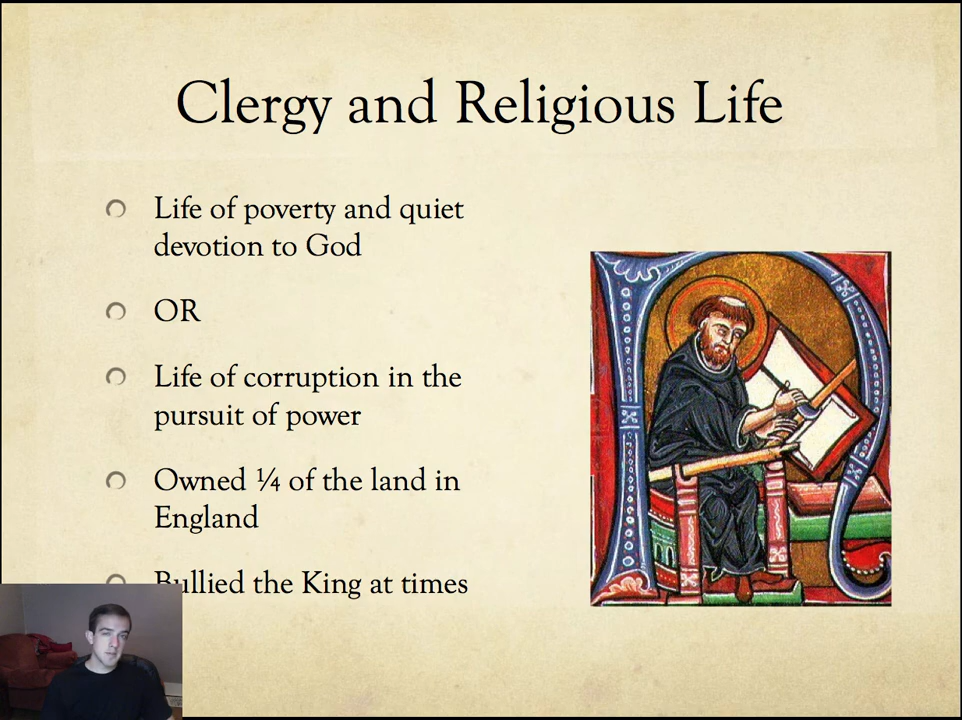 Clergy and Religious Life
Life of poverty and quiet
devotion to God
OR
Life of corruption in the
pursuit of power
Owned ¼ of the land in
England
Bullied the King at times